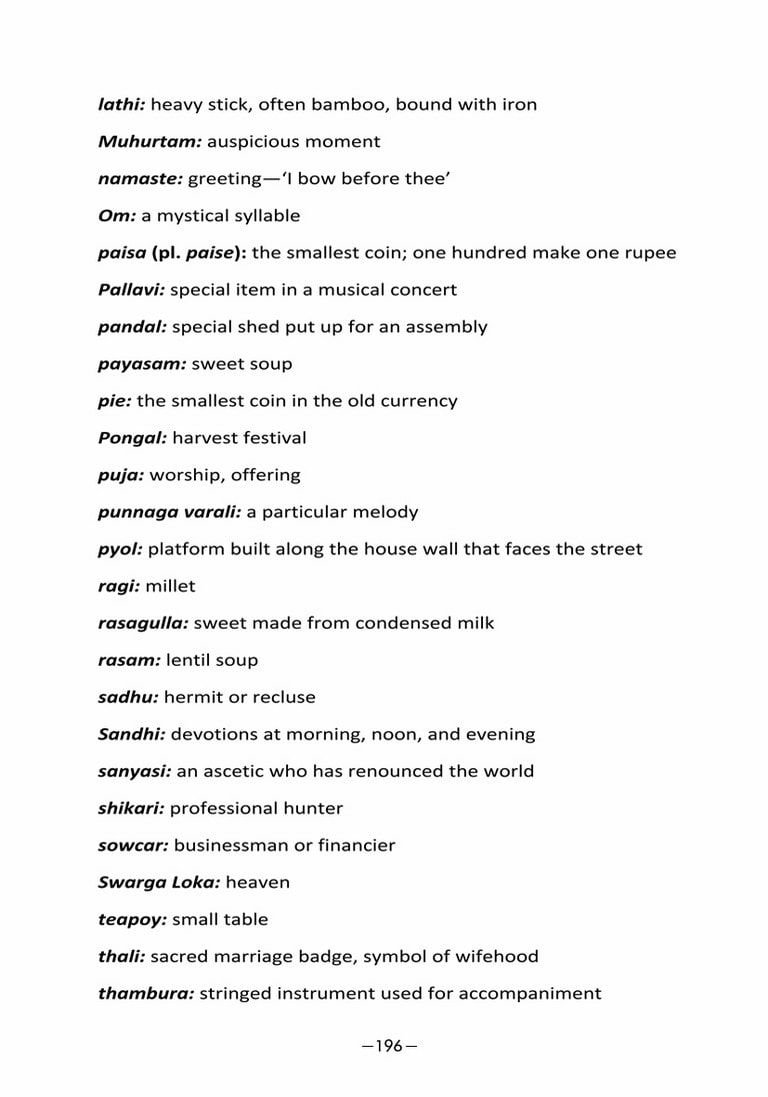 lathi: heavy stick, often bamboo, bound with iron
Muhurtam: auspicious moment
namaste: greeting—‘I bow before thee’
Om: a mystical syllable
paisa (pl. paise): the smallest coin; one hundred make one rupee
Pallavi: special item in a musical concert
pandal: special shed put up for an assembly
payasam: sweet soup
pie: the smallest coin in the old currency
Pongal: harvest festival
puja: worship, offering
punnaga varali: a particular melody
pyol: platform built along the house wall that faces the street
ragi: millet
rasagulla: sweet made from condensed milk
rasam: lentil soup
sadhu: hermit or recluse
Sandhi: devotions at morning, noon, and evening
sanyasi: an ascetic who has renounced the world
shikari: professional hunter
sowcar: businessman or financier
Swarga Loka: heaven
teapoy: small table
thali: sacred marriage badge, symbol of wifehood
thambura: stringed instrument used for accompaniment
—196—